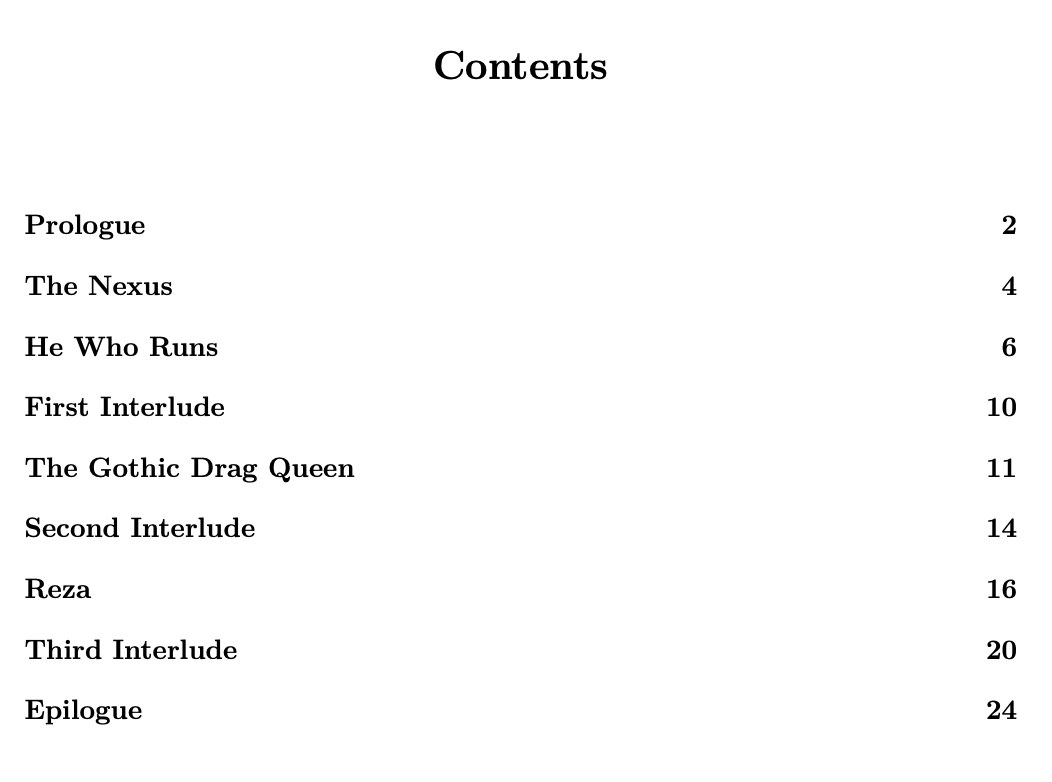 Contents
Prologue 2
The Nexus 4
He Who Runs 6
First Interlude 10
The Gothic Drag Queen 11
Second Interlude 14
Reza 16
Third Interlude 20
Epilogue 24